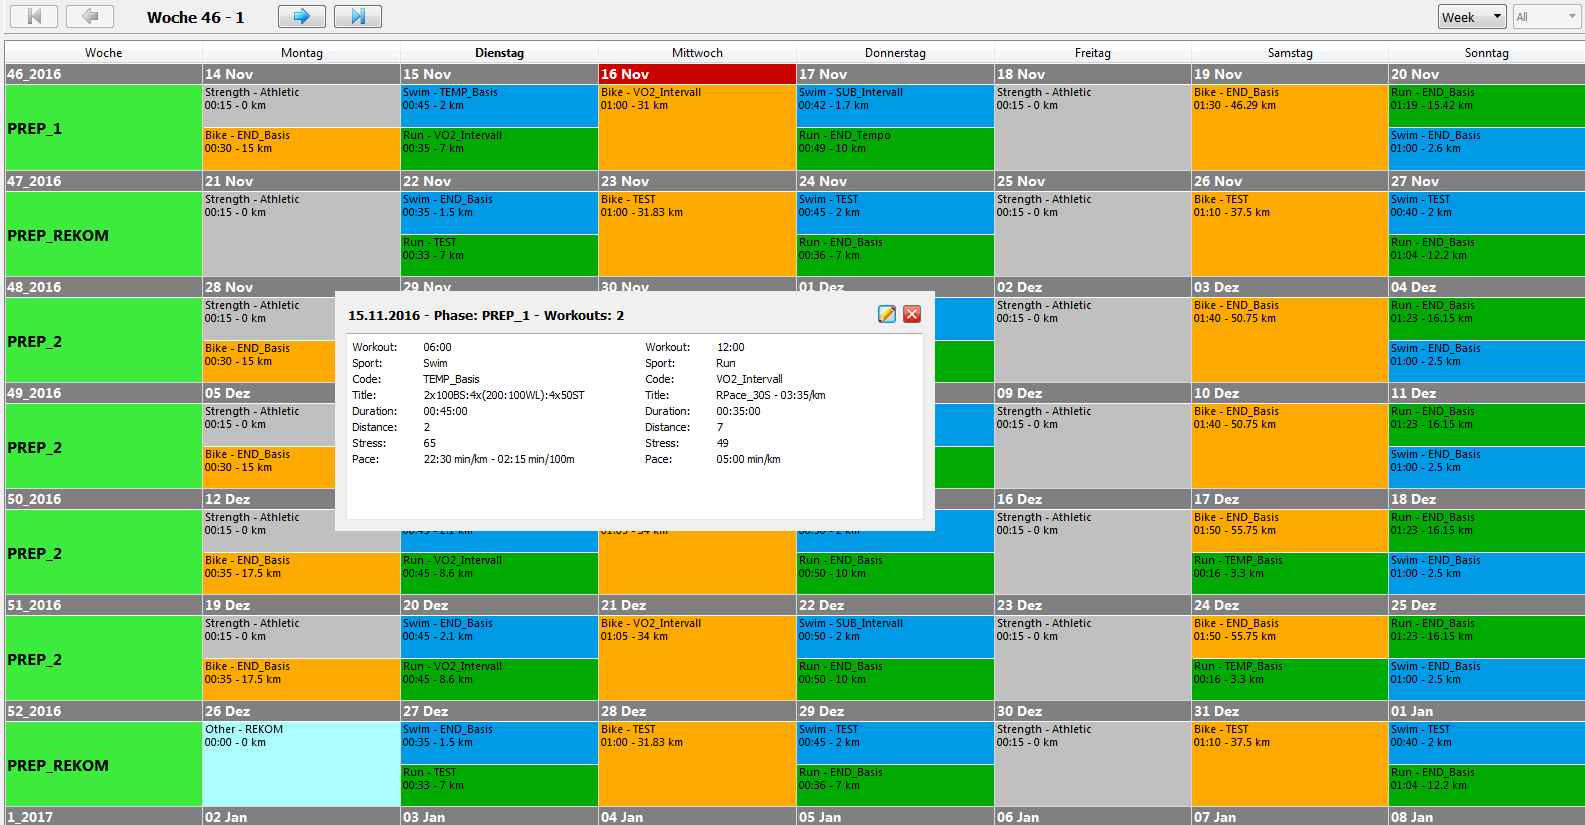 Woche 46 - 1
Week
All
Woche Montag Dienstag Mittwoch Donnerstag Freitag Samstag Sonntag
46_2016 14 Nov 15 Nov 16 Nov 17 Nov 18 Nov 19 Nov 20 Nov
PREP_1
Strength - Athletic
00:15 - 0 km
Bike - END_Basis
00:30 - 15 km
Swim - TEMP_Basis
00:45 - 2 km
Run - VO2_Intervall
00:35 - 7 km
Bike - VO2_Intervall
01:00 - 31 km
Swim - SUB_Intervall
00:42 - 1.7 km
Run - END_Tempo
00:49 - 10 km
Strength - Athletic
00:15 - 0 km
Bike - END_Basis
01:30 - 46.29 km
Run - END_Basis
01:19 - 15.42 km
Swim - END_Basis
01:00 - 2.6 km
47_2016 21 Nov 22 Nov 23 Nov 24 Nov 25 Nov 26 Nov 27 Nov
PREP_REKOM
Strength - Athletic
00:15 - 0 km
Swim - END_Basis
00:35 - 1.5 km
Run - TEST
00:33 - 7 km
Bike - TEST
01:00 - 31.83 km
Swim - TEST
00:45 - 2 km
Run - END_Basis
00:36 - 7 km
Strength - Athletic
00:15 - 0 km
Bike - TEST
01:10 - 37.5 km
Swim - TEST
00:40 - 2 km
Run - END_Basis
01:04 - 12.2 km
48_2016 28 Nov 29 Nov 30 Nov 01 Dez 02 Dez 03 Dez 04 Dez
PREP_2
Strength - Athletic
00:15 - 0 km
Bike - END_Basis
00:30 - 15 km
Strength - Athletic
00:15 - 0 km
Bike - END_Basis
01:40 - 50.75 km
Run - END_Basis
01:23 - 16.15 km
Swim - END_Basis
01:00 - 2.5 km
15.11.2016 - Phase: PREP_1 - Workouts: 2
Workout: 06:00
Sport: Swim
Code: TEMP_Basis
Title: 2x100BS:4x(200:100WL):4x50ST
Duration: 00:45:00
Distance: 2
Stress: 65
Pace: 22:30 min/km - 02:15 min/100m
Workout: 12:00
Sport: Run
Code: VO2_Intervall
Title: RPace_30S - 03:35/km
Duration: 00:35:00
Distance: 7
Stress: 49
Pace: 05:00 min/km
49_2016 05 Dez 09 Dez 10 Dez 11 Dez
PREP_2
Strength - Athletic
00:15 - 0 km
Bike - END_Basis
00:30 - 15 km
Strength - Athletic
00:15 - 0 km
Bike - END_Basis
01:40 - 50.75 km
Run - END_Basis
01:23 - 16.15 km
Swim - END_Basis
01:00 - 2.5 km
50_2016 12 Dez 16 Dez 17 Dez 18 Dez
PREP_2
Strength - Athletic
00:15 - 0 km
Bike - END_Basis
00:35 - 17.5 km
00:45 - 2.1 km
Run - VO2_Intervall
00:45 - 8.6 km
01:05 - 34 km
00:50 - 2 km
Run - END_Basis
00:50 - 10 km
Strength - Athletic
00:15 - 0 km
Bike - END_Basis
01:50 - 55.75 km
Run - TEMP_Basis
00:16 - 3.3 km
Run - END_Basis
01:23 - 16.15 km
Swim - END_Basis
01:00 - 2.5 km
51_2016 19 Dez 20 Dez 21 Dez 22 Dez 23 Dez 24 Dez 25 Dez
PREP_2
Strength - Athletic
00:15 - 0 km
Bike - END_Basis
00:35 - 17.5 km
Swim - END_Basis
00:45 - 2.1 km
Run - VO2_Intervall
00:45 - 8.6 km
Bike - VO2_Intervall
01:05 - 34 km
Swim - SUB_Intervall
00:50 - 2 km
Run - END_Basis
00:50 - 10 km
Strength - Athletic
00:15 - 0 km
Bike - END_Basis
01:50 - 55.75 km
Run - TEMP_Basis
00:16 - 3.3 km
Run - END_Basis
01:23 - 16.15 km
Swim - END_Basis
01:00 - 2.5 km
52_2016 26 Dez 27 Dez 28 Dez 29 Dez 30 Dez 31 Dez 01 Jan
PREP_REKOM
Other - REKOM
00:00 - 0 km
Swim - END_Basis
00:35 - 1.5 km
Run - TEST
00:33 - 7 km
Bike - TEST
01:00 - 31.83 km
Swim - TEST
00:45 - 2 km
Run - END_Basis
00:36 - 7 km
Strength - Athletic
00:15 - 0 km
Bike - TEST
01:10 - 37.5 km
Swim - TEST
00:40 - 2 km
Run - END_Basis
01:04 - 12.2 km
1_2017 02 Jan 03 Jan 04 Jan 05 Jan 06 Jan 07 Jan 08 Jan